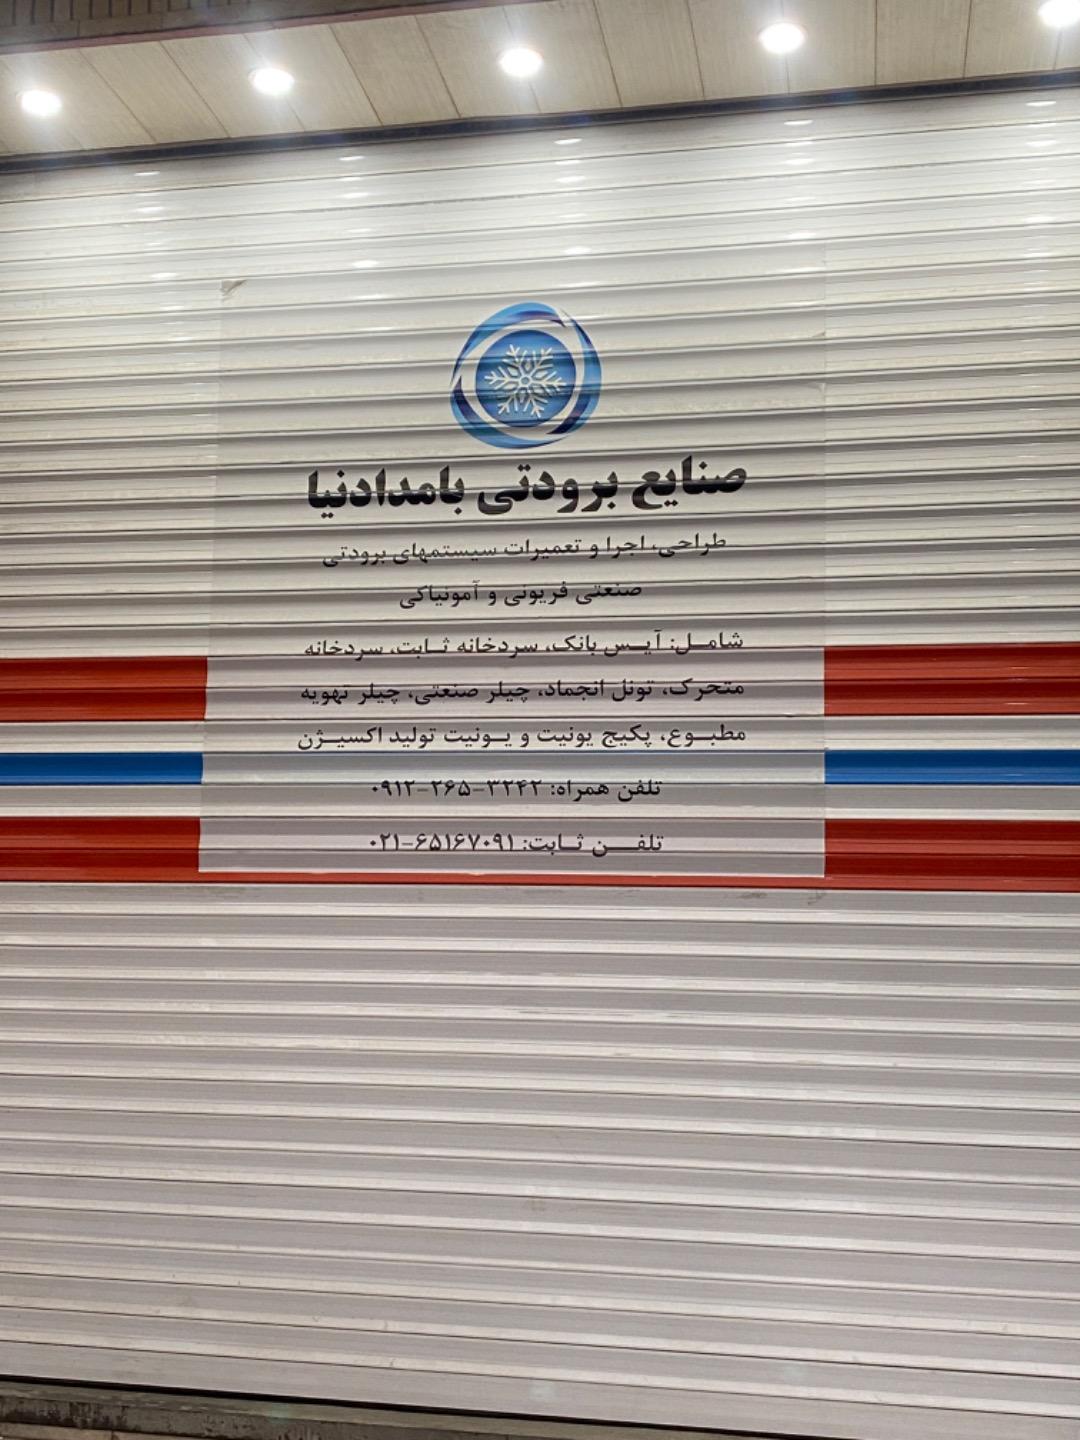 صنایع برودتی بامدادنیا
طراحی، اجرا و تعمیرات سیستمهای برودتی
صنعتی فریونی و آمونیاکی
شامل: آیس بانک، سردخانه ثابت، سردخانه
متحرک، تونل انجماد، چیلر صنعتی، چیلر تهویه
مطبوع، پکیج یونیت و یونیت تولید اکسیژن
تلفن همراه: ۰۹۱۲-۲۶۵-۳۲۴۲
تلفن ثابت: ۰۲۱-۶۵۱۶۷۰۹۱